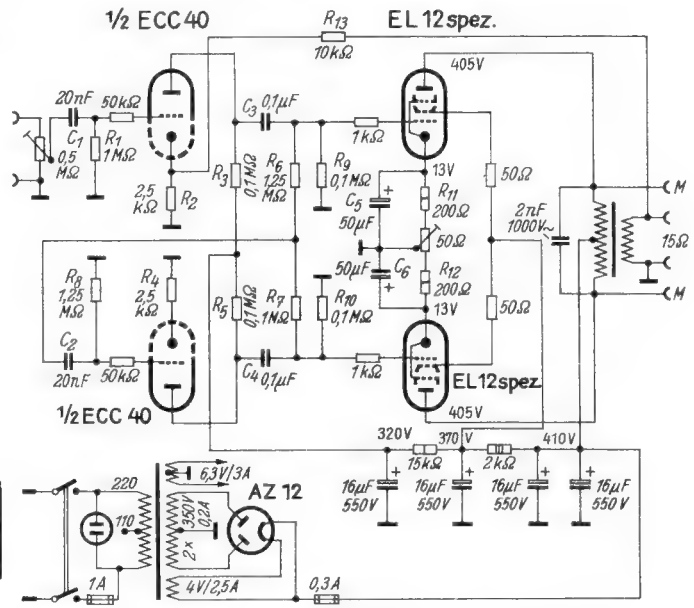 ½ ECC 40
R13
10kΩ
EL 12 spez.
405V
20nF
C1
50kΩ
0,5
MΩ
R1
1MΩ
2,5
kΩ
R2
C3
0,1µF
R3
0,1MΩ
R6
1,25
MΩ
R9
0,1MΩ
1kΩ
13V
R11
200Ω
C5
50µF
50Ω
50µF
C6
R12
200Ω
13V
50Ω
50Ω
2nF
1000V~
M
15Ω
M
R8
1,25
MΩ
R4
2,5
kΩ
R5
0,1MΩ
R7
1MΩ
R10
0,1MΩ
C2
20nF
50kΩ
C4
0,1µF
1kΩ
EL 12 spez.
½ ECC 40
405V
320V
370V
410V
15kΩ
2kΩ
16µF
550V
16µF
550V
16µF
550V
16µF
550V
220
110
1A
6,3V/3A
2×350V
0,2A
AZ 12
4V/2,5A
0,3A